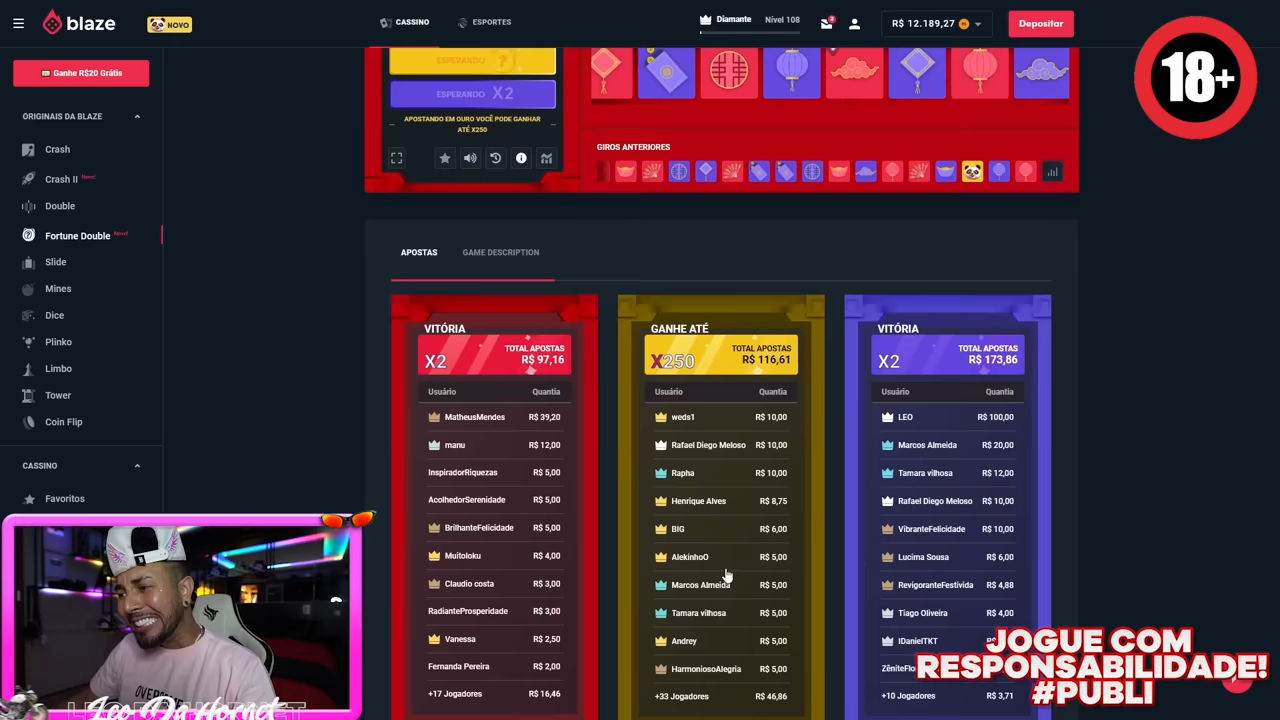 blaze
NOVO
CASSINO
ESPORTES
Diamante
Nível 108
3
R$ 12.189,27
Depositar
Ganhe R$20 Grátis
ORIGINAIS DA BLAZE
Crash
Crash II Novo!
Double
Fortune Double Novo!
Slide
Mines
Dice
Plinko
Limbo
Tower
Coin Flip
CASSINO
Favoritos
ESPERANDO
ESPERANDO X2
APOSTANDO EM OURO VOCÊ PODE GANHAR
ATÉ X250
GIROS ANTERIORES
18+
APOSTAS
GAME DESCRIPTION
VITÓRIA
X2
TOTAL APOSTAS
R$ 97,16
Usuário Quantia
MatheusMendes R$ 39,20
manu R$ 12,00
InspiradorRiquezas R$ 5,00
AcolhedorSerenidade R$ 5,00
BrilhanteFelicidade R$ 5,00
Muitoloku R$ 4,00
Claudio costa R$ 3,00
RadianteProsperidade R$ 3,00
Vanessa R$ 2,50
Fernanda Pereira R$ 2,00
+17 Jogadores R$ 16,46
GANHE ATÉ
X250
TOTAL APOSTAS
R$ 116,61
Usuário Quantia
weds1 R$ 10,00
Rafael Diego Meloso R$ 10,00
Rapha R$ 10,00
Henrique Alves R$ 8,75
BIG R$ 6,00
AlekinhoO R$ 5,00
Marcos Almeida R$ 5,00
Tamara vilhosa R$ 5,00
Andrey R$ 5,00
HarmoniosoAlegria R$ 5,00
+33 Jogadores R$ 46,86
VITÓRIA
X2
TOTAL APOSTAS
R$ 173,86
Usuário Quantia
LEO R$ 100,00
Marcos Almeida R$ 20,00
Tamara vilhosa R$ 12,00
Rafael Diego Meloso R$ 10,00
VibranteFelicidade R$ 10,00
Lucima Sousa R$ 6,00
RevigoranteFestivida R$ 4,88
Tiago Oliveira R$ 4,00
IDanielTKT
+10 Jogadores R$ 3,71
JOGUE COM
RESPONSABILIDADE!
#PUBLI
Leo Da Hornet